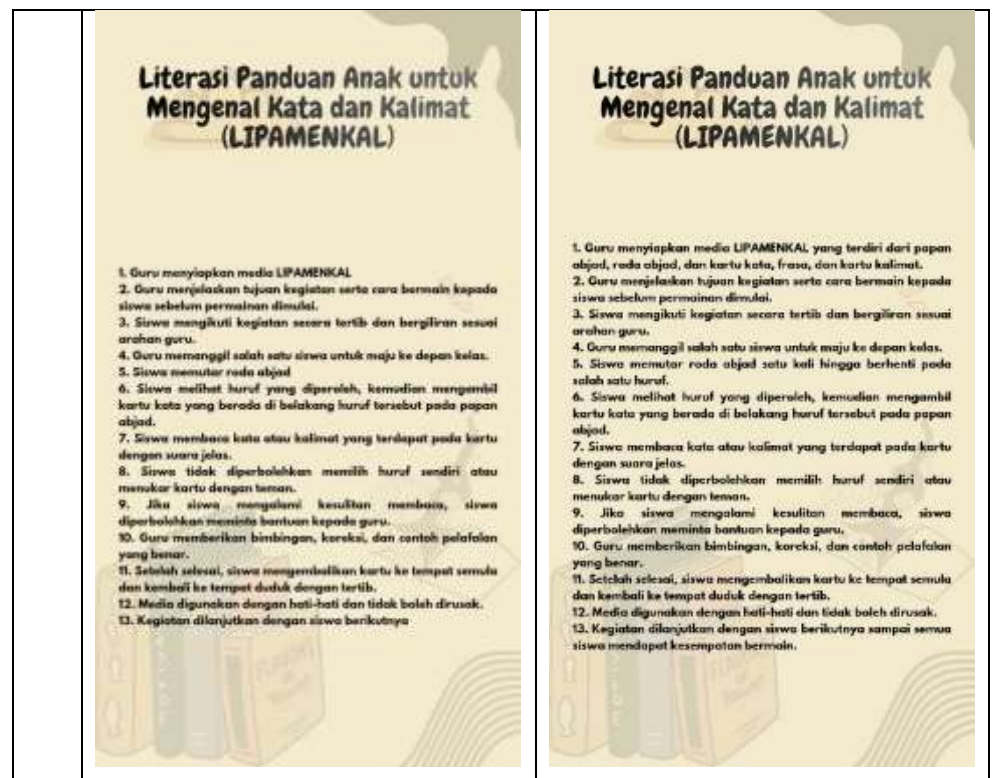 Literasi Panduan Anak untuk
Mengenal Kata dan Kalimat
(LIPAMENKAL)
1. Guru menyiapkan media LIPAMENKAL
2. Guru menjelaskan tujuan kegiatan serta cara bermain kepada
siswa sebelum permainan dimulai.
3. Siswa mengikuti kegiatan secara tertib dan bergiliran sesuai
arahan guru.
4. Guru memanggil salah satu siswa untuk maju ke depan kelas.
5. Siswa memutar roda abjad
6. Siswa melihat huruf yang diperoleh, kemudian mengambil
kartu kata yang berada di belakang huruf tersebut pada papan
abjad.
7. Siswa membaca kata atau kalimat yang terdapat pada kartu
dengan suara jelas.
8. Siswa tidak diperbolehkan memilih huruf sendiri atau
menukar kartu dengan teman.
9. Jika siswa mengalami kesulitan membaca, siswa
diperbolehkan meminta bantuan kepada guru.
10. Guru memberikan bimbingan, koreksi, dan contoh pelafalan
yang benar.
11. Setelah selesai, siswa mengembalikan kartu ke tempat semula
dan kembali ke tempat duduk dengan tertib.
12. Media digunakan dengan hati-hati dan tidak boleh dirusak.
13. Kegiatan dilanjutkan dengan siswa berikutnya
Literasi Panduan Anak untuk
Mengenal Kata dan Kalimat
(LIPAMENKAL)
1. Guru menyiapkan media LIPAMENKAL yang terdiri dari papan
abjad, roda abjad, dan kartu kata, frasa, dan kartu kalimat.
2. Guru menjelaskan tujuan kegiatan serta cara bermain kepada
siswa sebelum permainan dimulai.
3. Siswa mengikuti kegiatan secara tertib dan bergiliran sesuai
arahan guru.
4. Guru memanggil salah satu siswa untuk maju ke depan kelas.
5. Siswa memutar roda abjad satu kali hingga berhenti pada
salah satu huruf.
6. Siswa melihat huruf yang diperoleh, kemudian mengambil
kartu kata yang berada di belakang huruf tersebut pada papan
abjad.
7. Siswa membaca kata atau kalimat yang terdapat pada kartu
dengan suara jelas.
8. Siswa tidak diperbolehkan memilih huruf sendiri atau
menukar kartu dengan teman.
9. Jika siswa mengalami kesulitan membaca, siswa
diperbolehkan meminta bantuan kepada guru.
10. Guru memberikan bimbingan, koreksi, dan contoh pelafalan
yang benar.
11. Setelah selesai, siswa mengembalikan kartu ke tempat semula
dan kembali ke tempat duduk dengan tertib.
12. Media digunakan dengan hati-hati dan tidak boleh dirusak.
13. Kegiatan dilanjutkan dengan siswa berikutnya sampai semua
siswa mendapat kesempatan bermain.